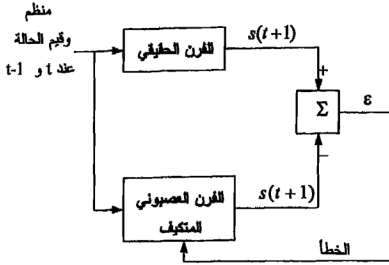 منظم
وقيم الحالة
عند t و t-1
الفرن الحقيقي
s(t+1)
+
Σ
ε
−
الفرن العصبوني
المتكيف
s(t+1)
الخطأ